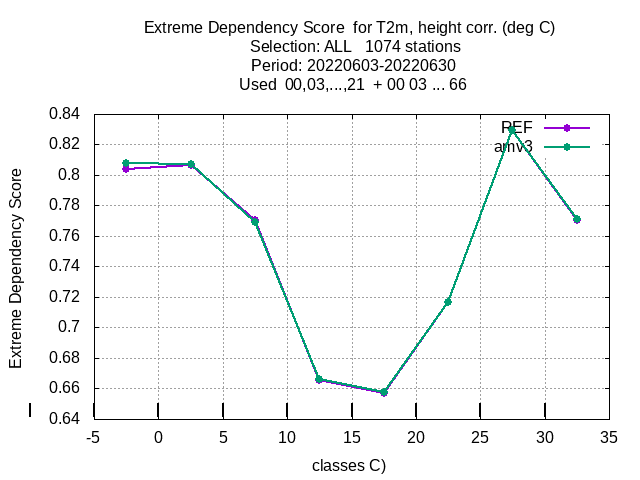 Extreme Dependency Score  for T2m, height corr. (deg C)
Selection: ALL   1074 stations
Period: 20220603-20220630
Used  00,03,...,21  + 00 03 ... 66
Extreme Dependency Score
0.84
0.82
0.8
0.78
0.76
0.74
0.72
0.7
0.68
0.66
0.64
REF
amv3
-5
0
5
10
15
20
25
30
35
classes C)